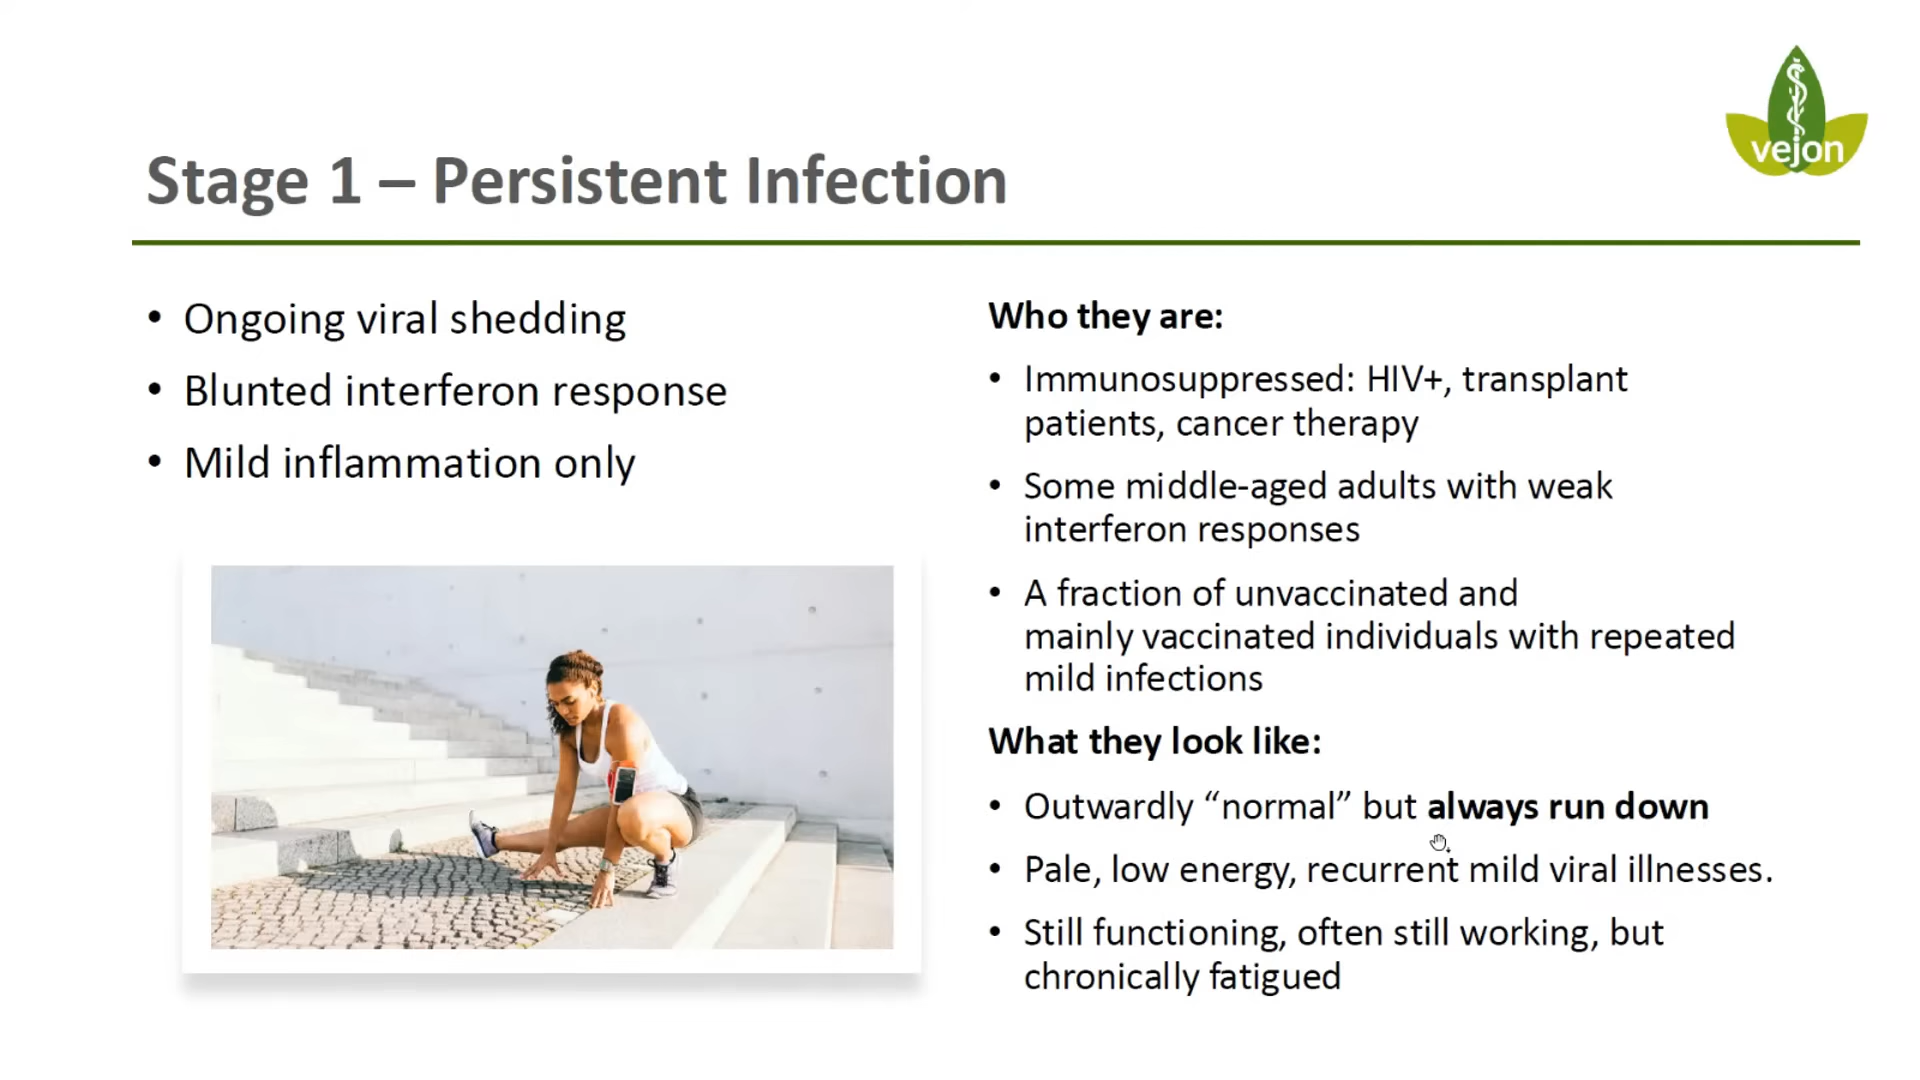 vejon
Stage 1 – Persistent Infection
• Ongoing viral shedding
• Blunted interferon response
• Mild inflammation only
Who they are:
• Immunosuppressed: HIV+, transplant
patients, cancer therapy
• Some middle-aged adults with weak
interferon responses
• A fraction of unvaccinated and
mainly vaccinated individuals with repeated
mild infections
What they look like:
• Outwardly “normal” but always run down
• Pale, low energy, recurrent mild viral illnesses.
• Still functioning, often still working, but
chronically fatigued